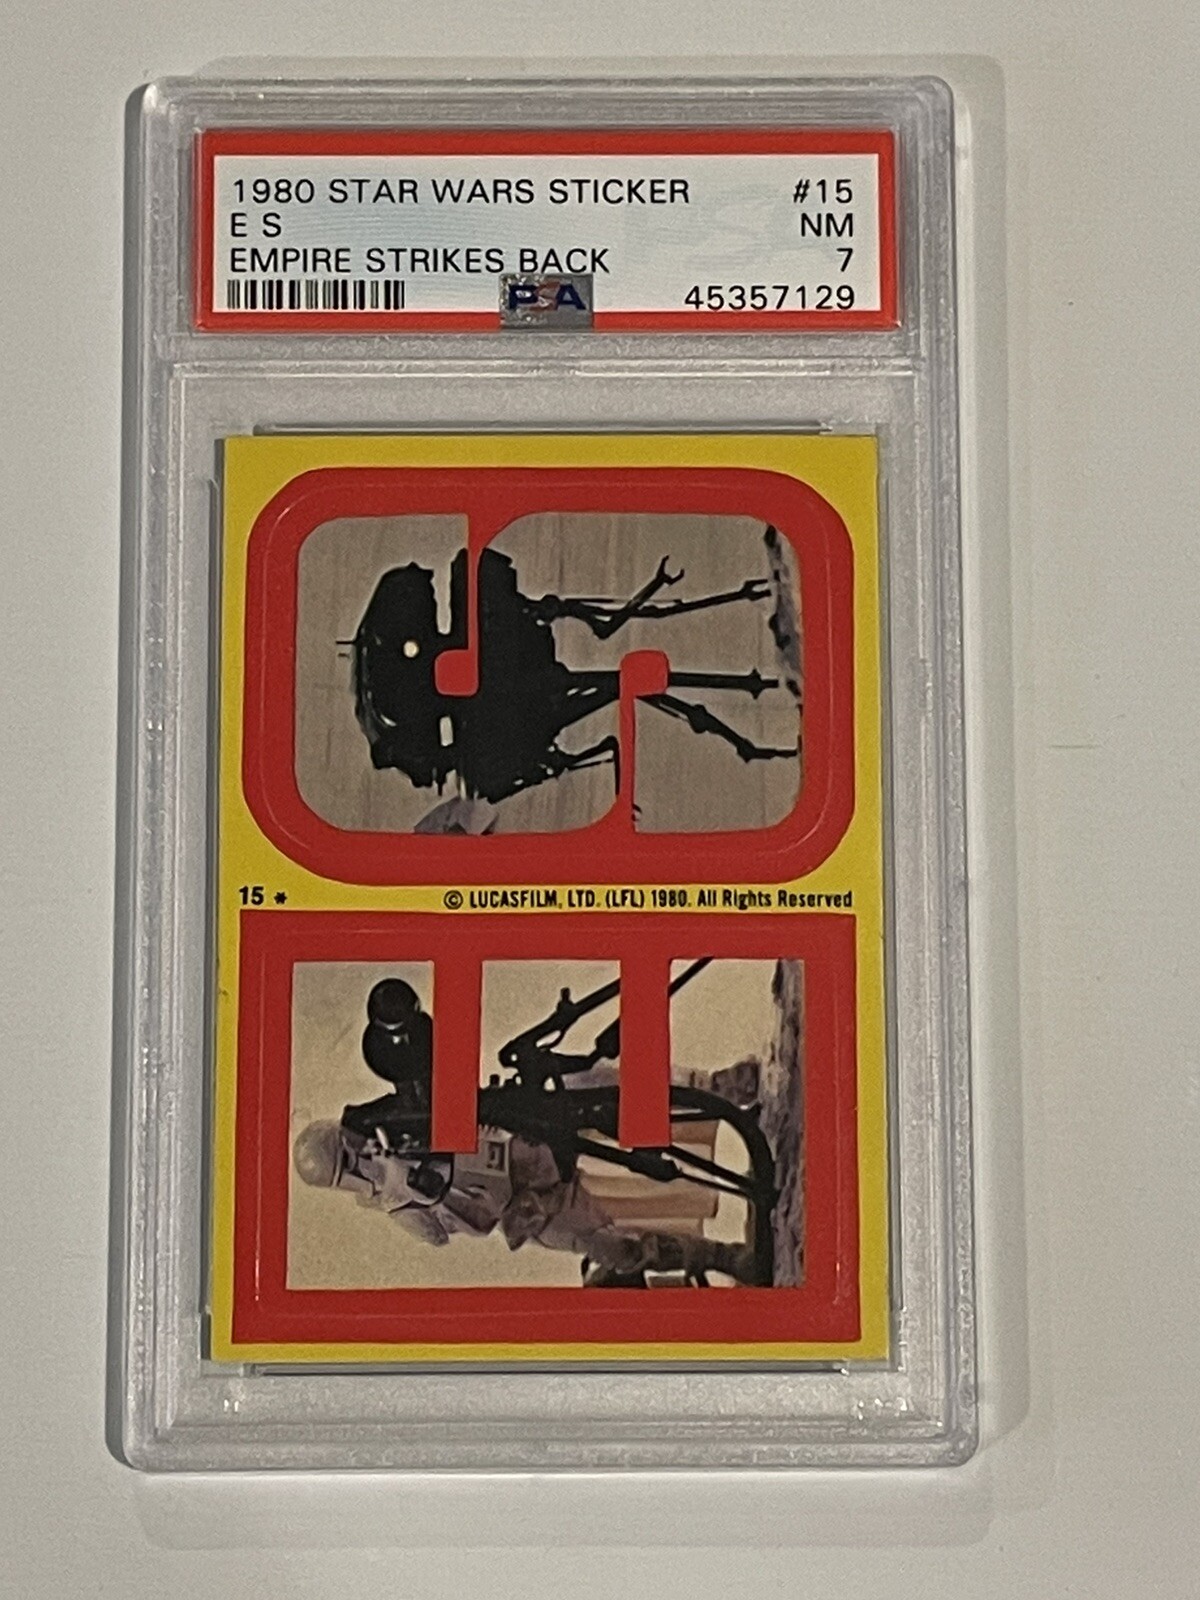 1980 STAR WARS STICKER #15
E S NM
EMPIRE STRIKES BACK 7
PSA 45357129
S
15 * © LUCASFILM, LTD. (LFL) 1980. All Rights Reserved
E